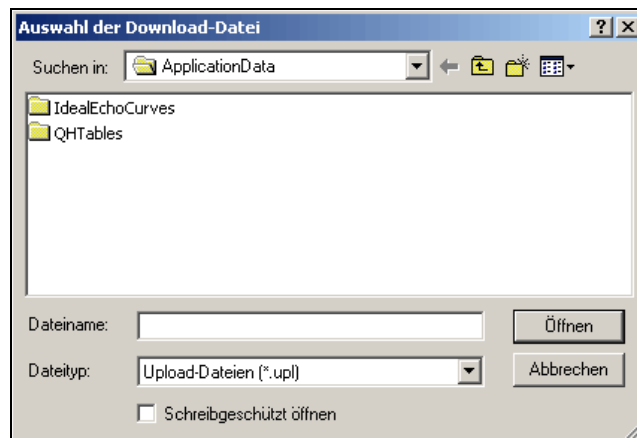 Auswahl der Download-Datei
Suchen in: ApplicationData
IdealEchoCurves
QHTables
Dateiname: Öffnen
Dateityp: Upload-Dateien (*.upl) Abbrechen
Schreibgeschützt öffnen